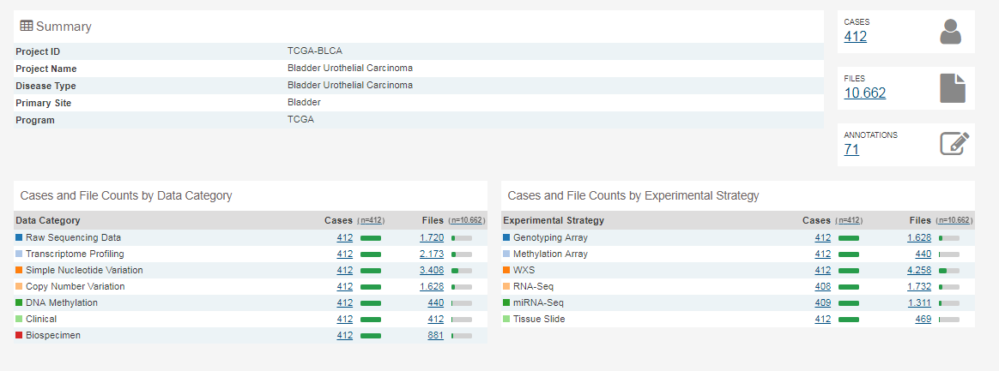 Summary
Project ID TCGA-BLCA
Project Name Bladder Urothelial Carcinoma
Disease Type Bladder Urothelial Carcinoma
Primary Site Bladder
Program TCGA
CASES
412
FILES
10.662
ANNOTATIONS
71
Cases and File Counts by Data Category
Data Category Cases (n=412) Files (n=10.662)
Raw Sequencing Data 412 1.720
Transcriptome Profiling 412 2.173
Simple Nucleotide Variation 412 3.408
Copy Number Variation 412 1.628
DNA Methylation 412 440
Clinical 412 412
Biospecimen 412 881
Cases and File Counts by Experimental Strategy
Experimental Strategy Cases (n=412) Files (n=10.662)
Genotyping Array 412 1.628
Methylation Array 412 440
WXS 412 4.258
RNA-Seq 408 1.732
miRNA-Seq 409 1.311
Tissue Slide 412 469